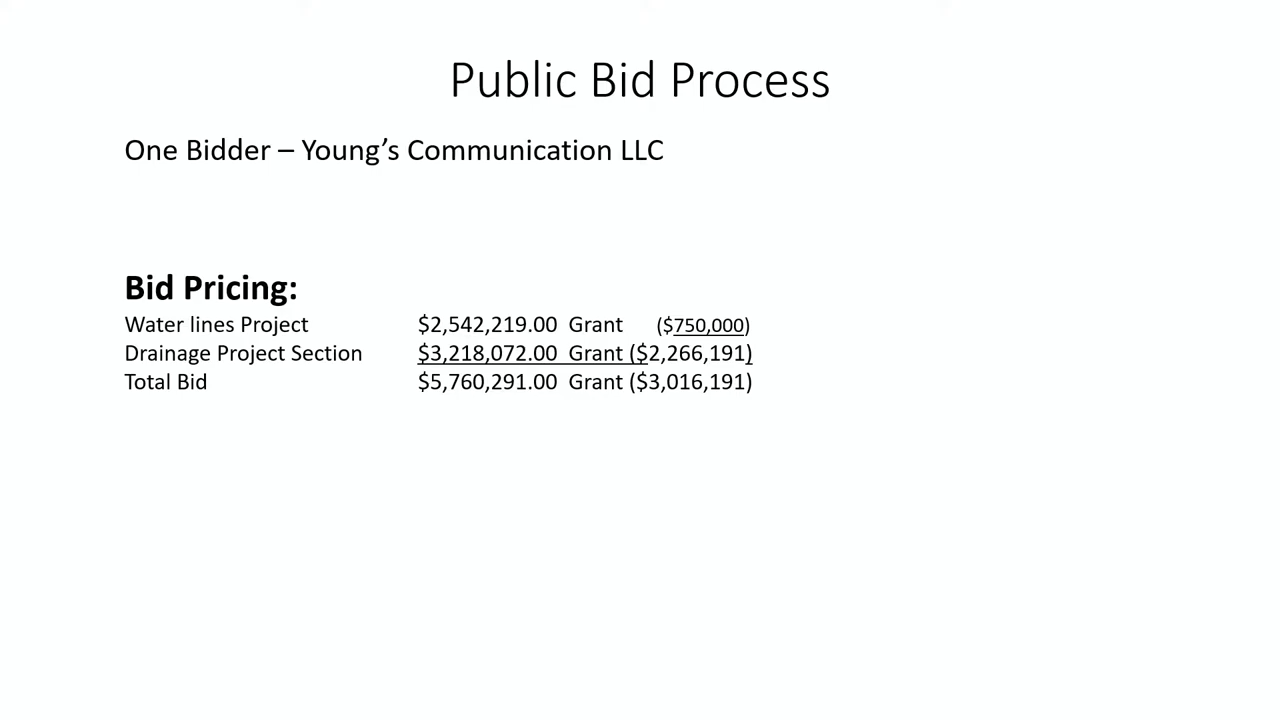 Public Bid Process
One Bidder – Young’s Communication LLC
Bid Pricing:
Water lines Project $2,542,219.00 Grant ($750,000)
Drainage Project Section $3,218,072.00 Grant ($2,266,191)
Total Bid $5,760,291.00 Grant ($3,016,191)